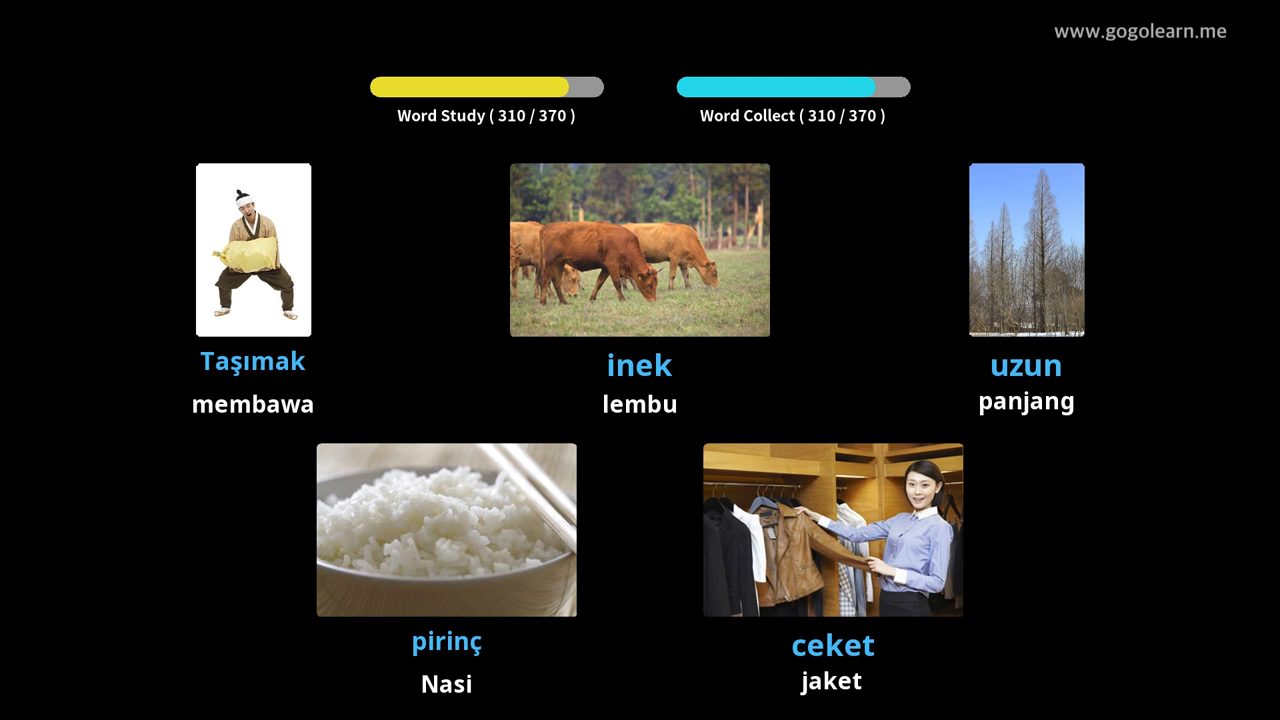 www.gogolearn.me
Word Study ( 310 / 370 )
Word Collect ( 310 / 370 )
Taşımak
membawa
inek
lembu
uzun
panjang
pirinç
Nasi
ceket
jaket